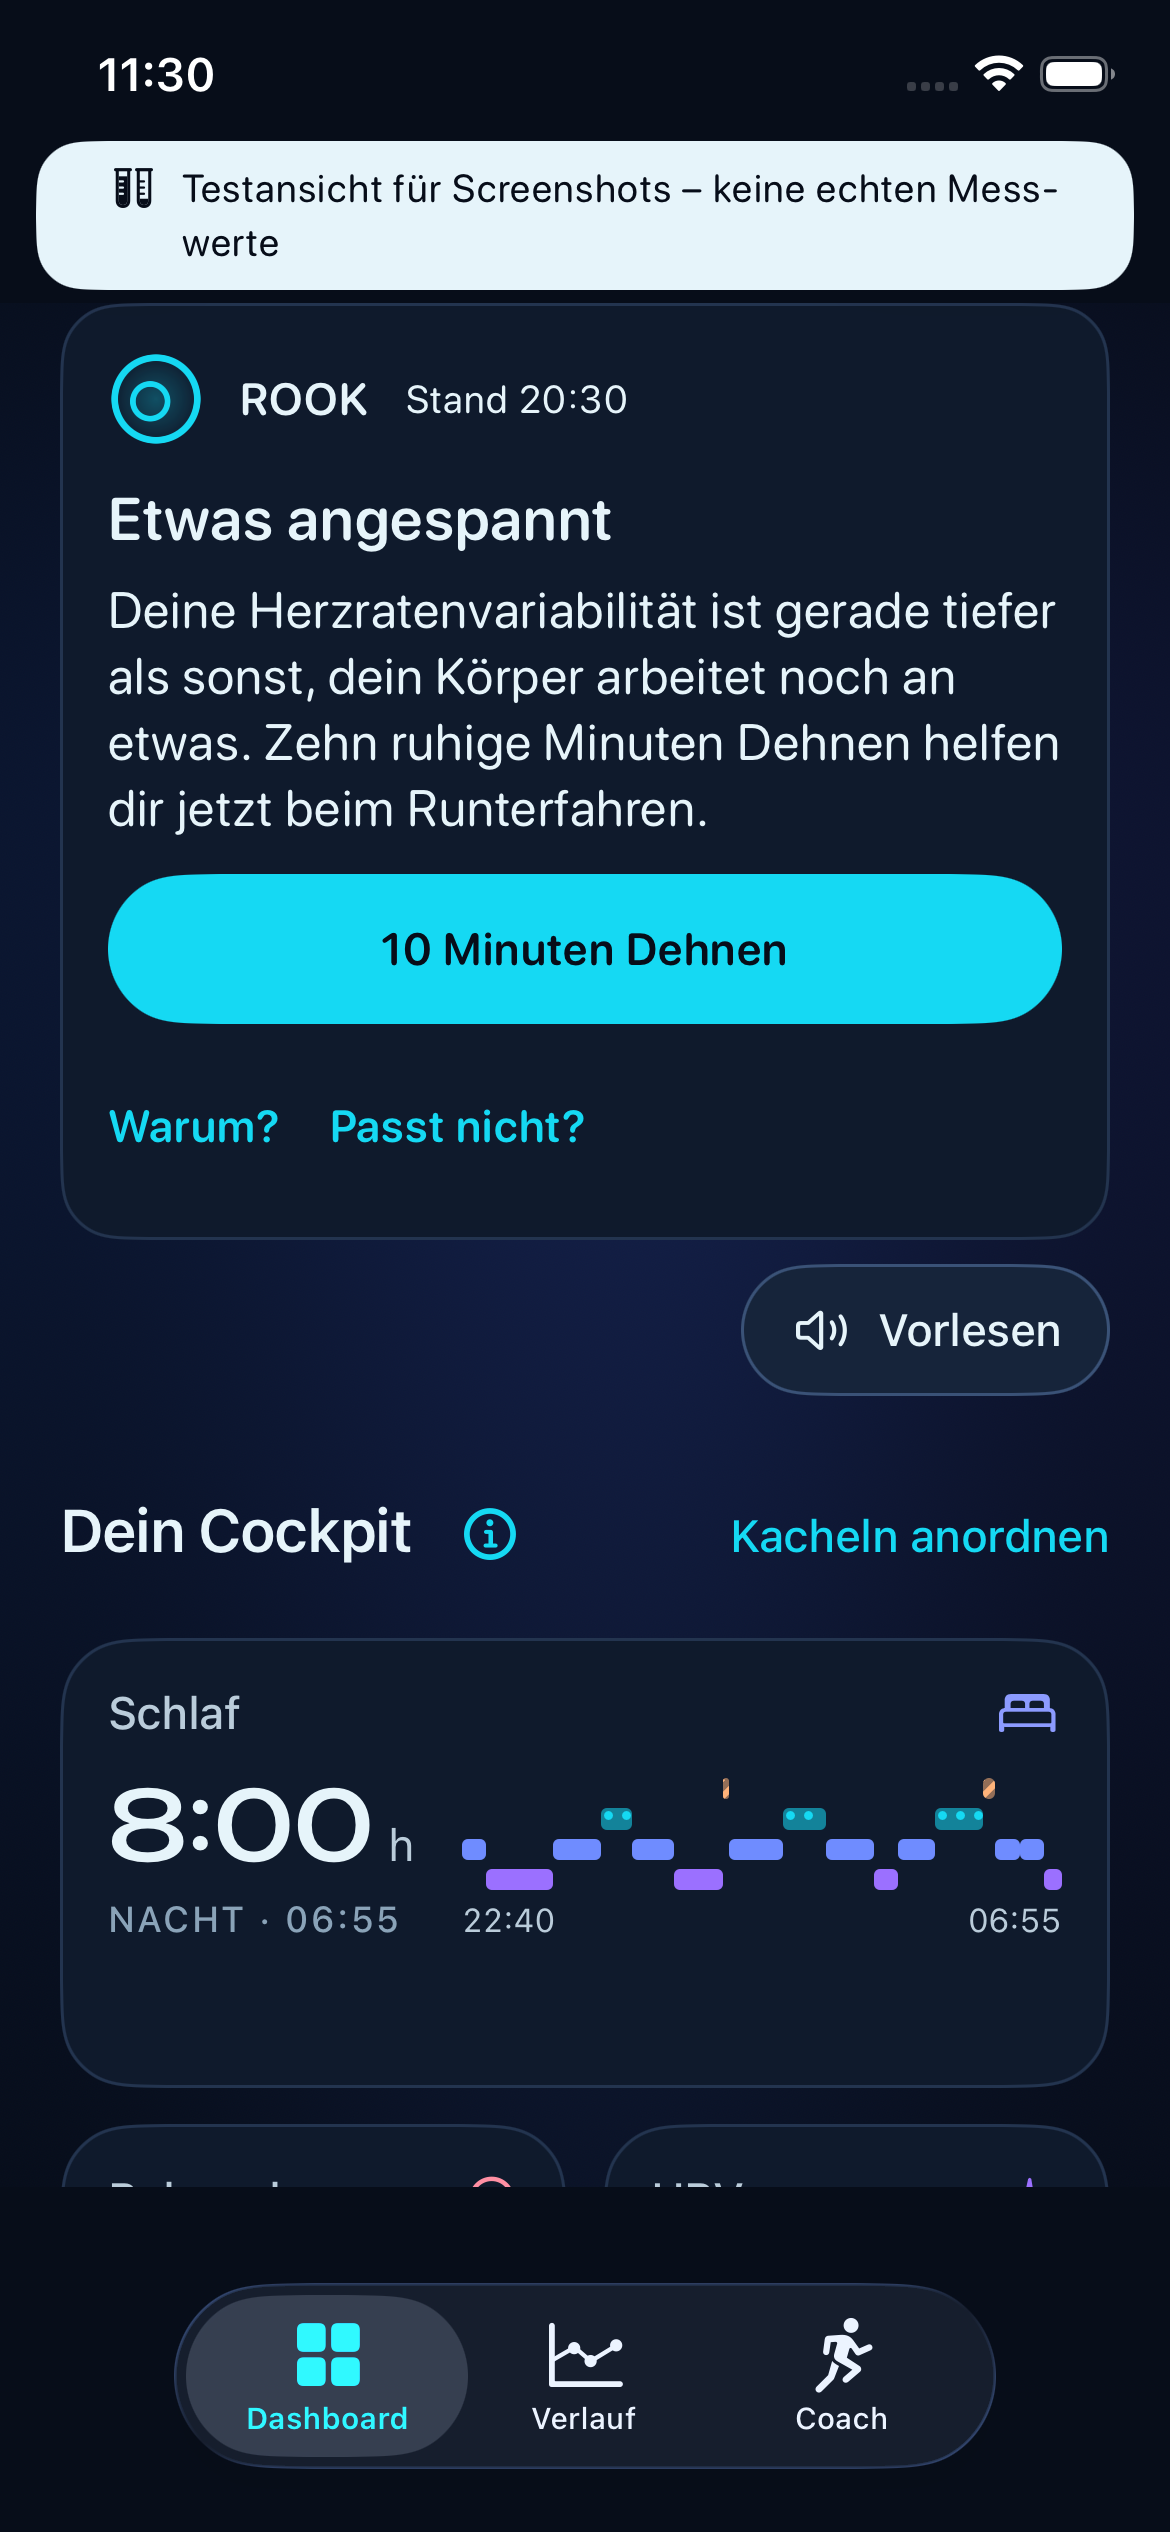 11:30
Testansicht für Screenshots – keine echten Mess-
werte
ROOK Stand 20:30
Etwas angespannt
Deine Herzratenvariabilität ist gerade tiefer
als sonst, dein Körper arbeitet noch an
etwas. Zehn ruhige Minuten Dehnen helfen
dir jetzt beim Runterfahren.
10 Minuten Dehnen
Warum? Passt nicht?
Vorlesen
Dein Cockpit Kacheln anordnen
Schlaf
8:00 h
NACHT · 06:55
22:40 06:55
HRV
Dashboard Verlauf Coach